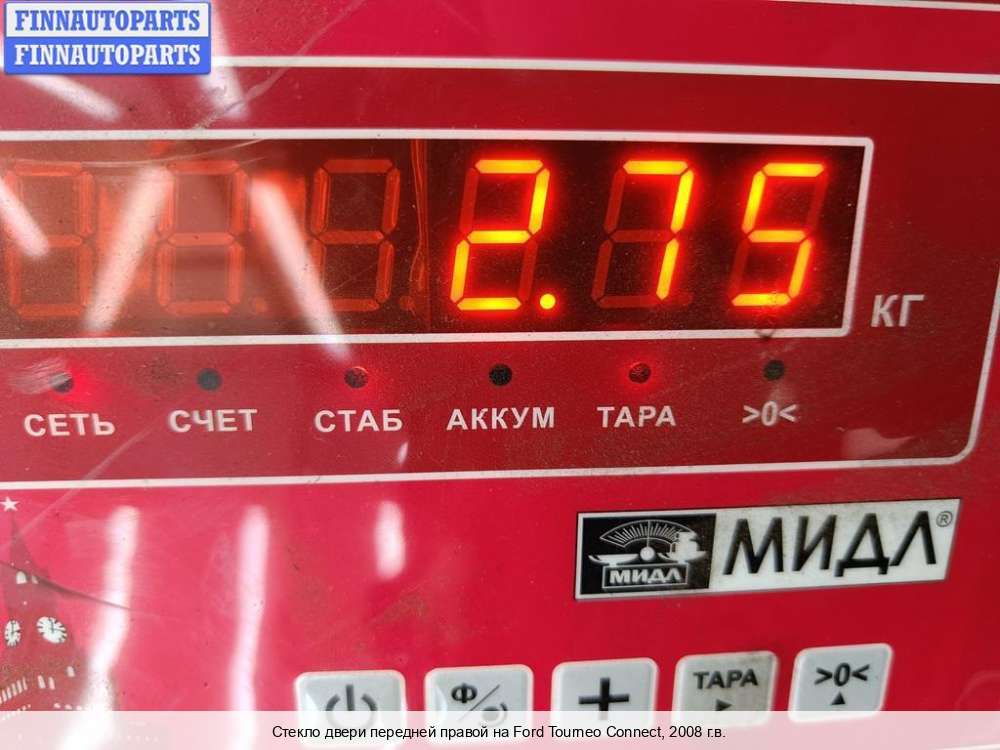 FINNAUTOPARTS
FINNAUTOPARTS
2.75
КГ
СЕТЬ СЧЕТ СТАБ АККУМ ТАРА >0<
МИДЛ МИДЛ®
Ф +
ТАРА >0<
Стекло двери передней правой на Ford Tourneo Connect, 2008 г.в.